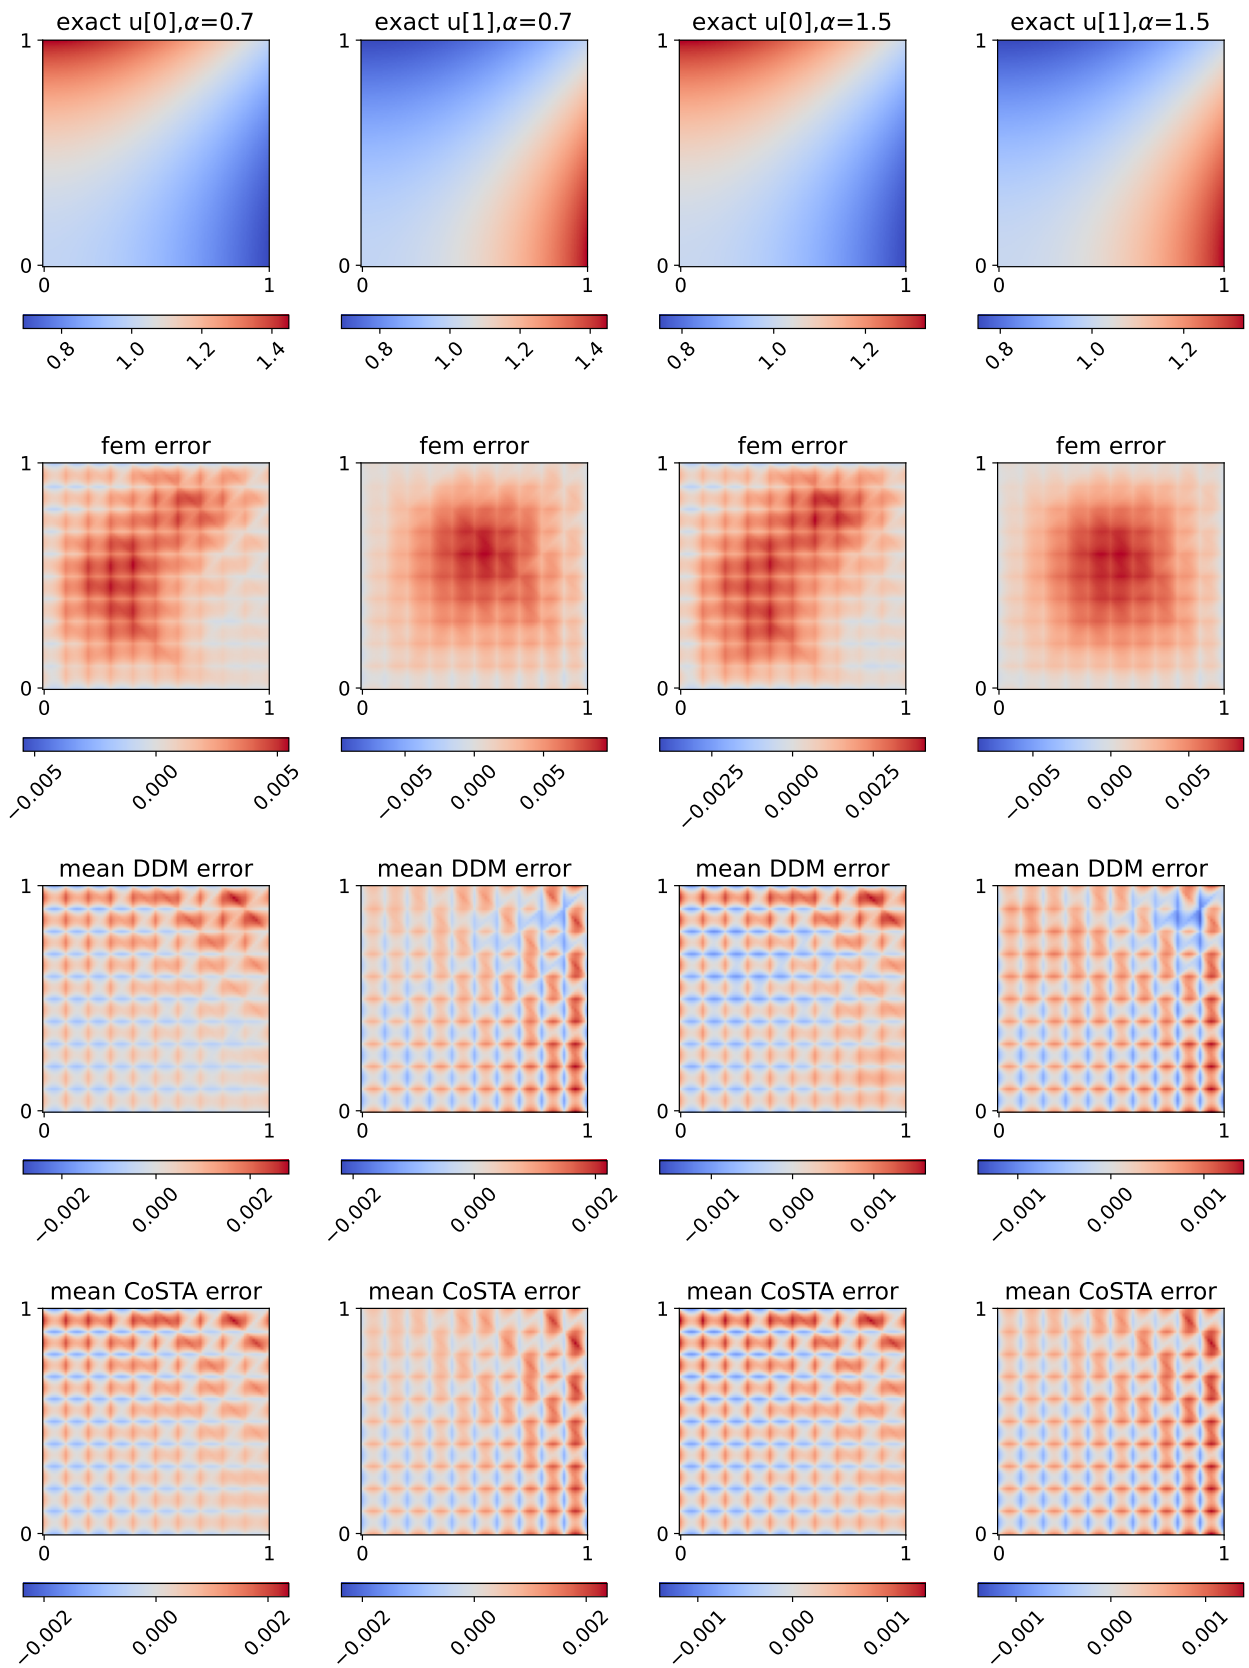 exact u[0],α=0.7 exact u[1],α=0.7 exact u[0],α=1.5 exact u[1],α=1.5
1 1 1 1
0 0 0 0
0 1 0 1 0 1 0 1
0.8 1.0 1.2 1.4 0.8 1.0 1.2 1.4 0.8 1.0 1.2 0.8 1.0 1.2
fem error fem error fem error fem error
1 1 1 1
0 0 0 0
0 1 0 1 0 1 0 1
−0.005 0.000 0.005 −0.005 0.000 0.005 −0.0025 0.0000 0.0025 −0.005 0.000 0.005
mean DDM error mean DDM error mean DDM error mean DDM error
1 1 1 1
0 0 0 0
0 1 0 1 0 1 0 1
−0.002 0.000 0.002 −0.002 0.000 0.002 −0.001 0.000 0.001 −0.001 0.000 0.001
mean CoSTA error mean CoSTA error mean CoSTA error mean CoSTA error
1 1 1 1
0 0 0 0
0 1 0 1 0 1 0 1
−0.002 0.000 0.002 −0.002 0.000 0.002 −0.001 0.000 0.001 −0.001 0.000 0.001